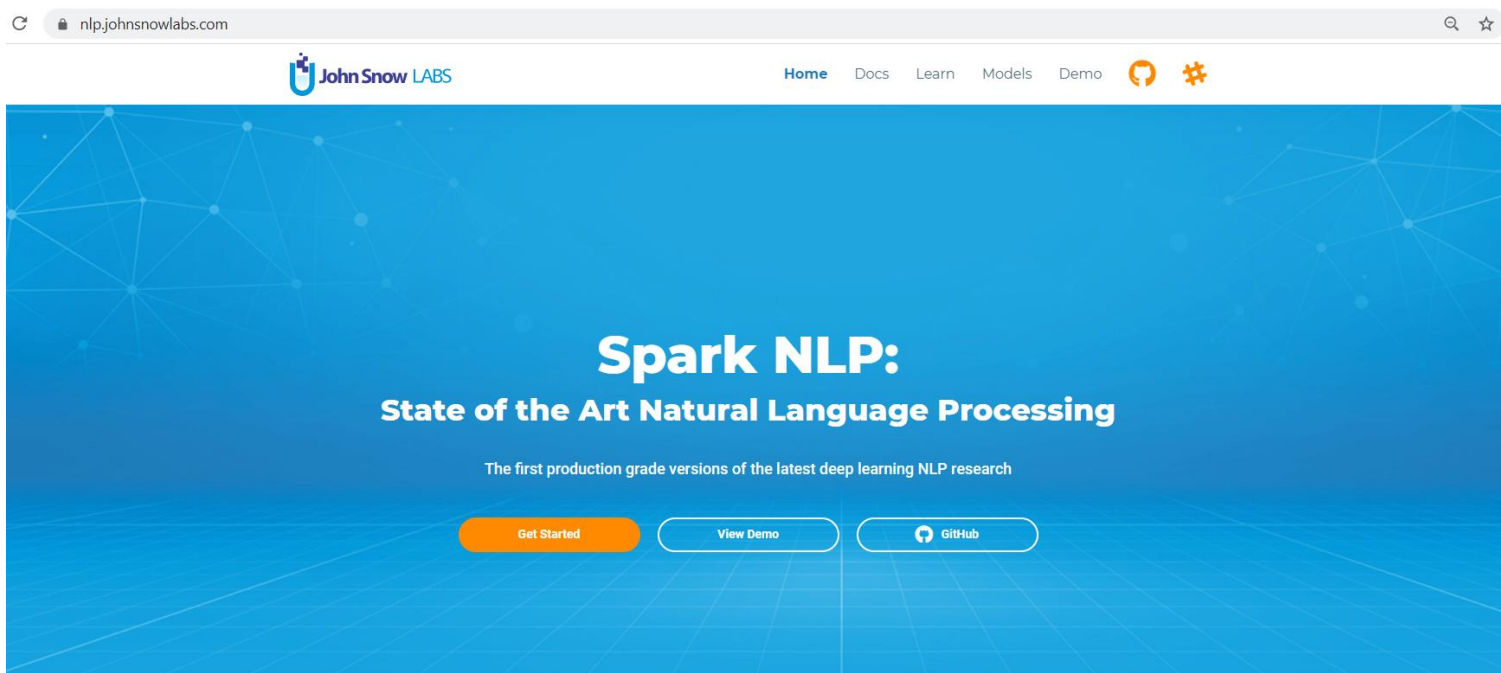 nlp.johnsnowlabs.com
John Snow LABS
Home Docs Learn Models Demo
Spark NLP:
State of the Art Natural Language Processing
The first production grade versions of the latest deep learning NLP research
Get Started View Demo GitHub